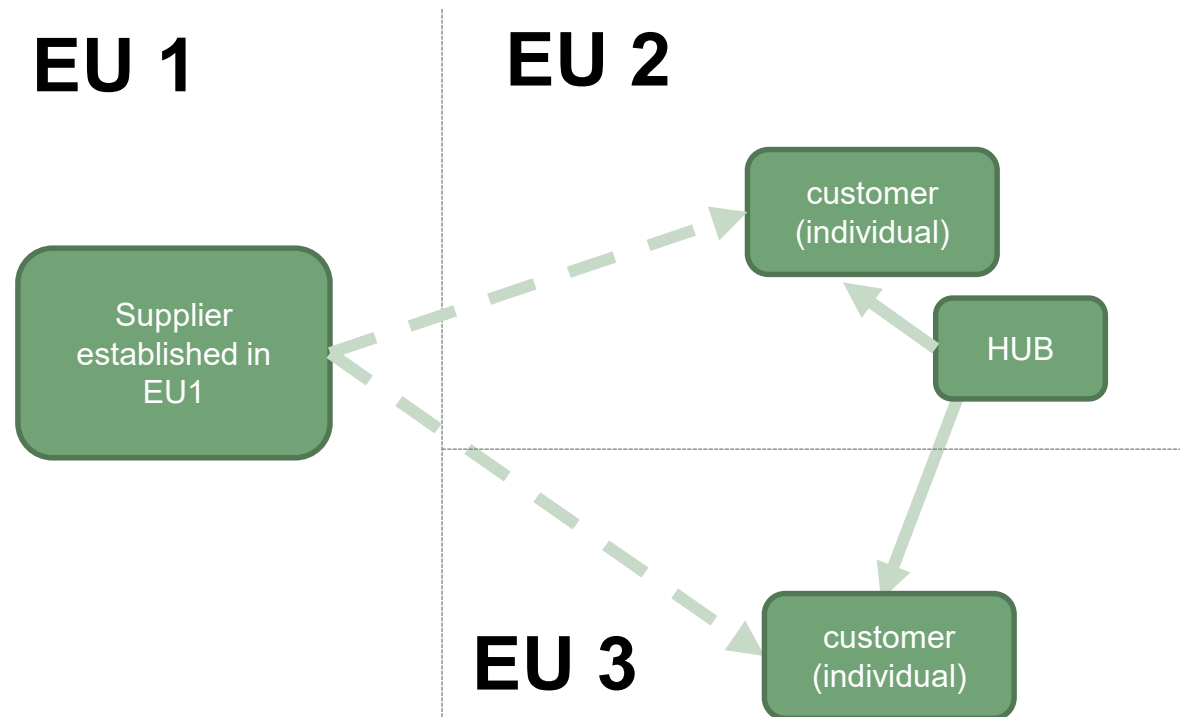 EU 1
EU 2
customer
(individual)
Supplier
established in
EU1
HUB
EU 3
customer
(individual)